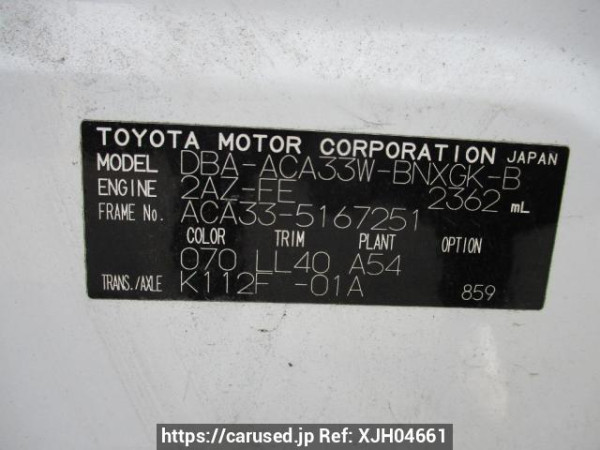 TOYOTA MOTOR CORPORATION JAPAN
MODEL DBA-ACA33W-BNXGK-B
ENGINE 2AZ-FE 2362 mL
FRAME No. ACA33-5167251
COLOR TRIM PLANT OPTION
070 LL40 A54
TRANS./AXLE K112F -01A 859
https://carused.jp Ref: XJH04661